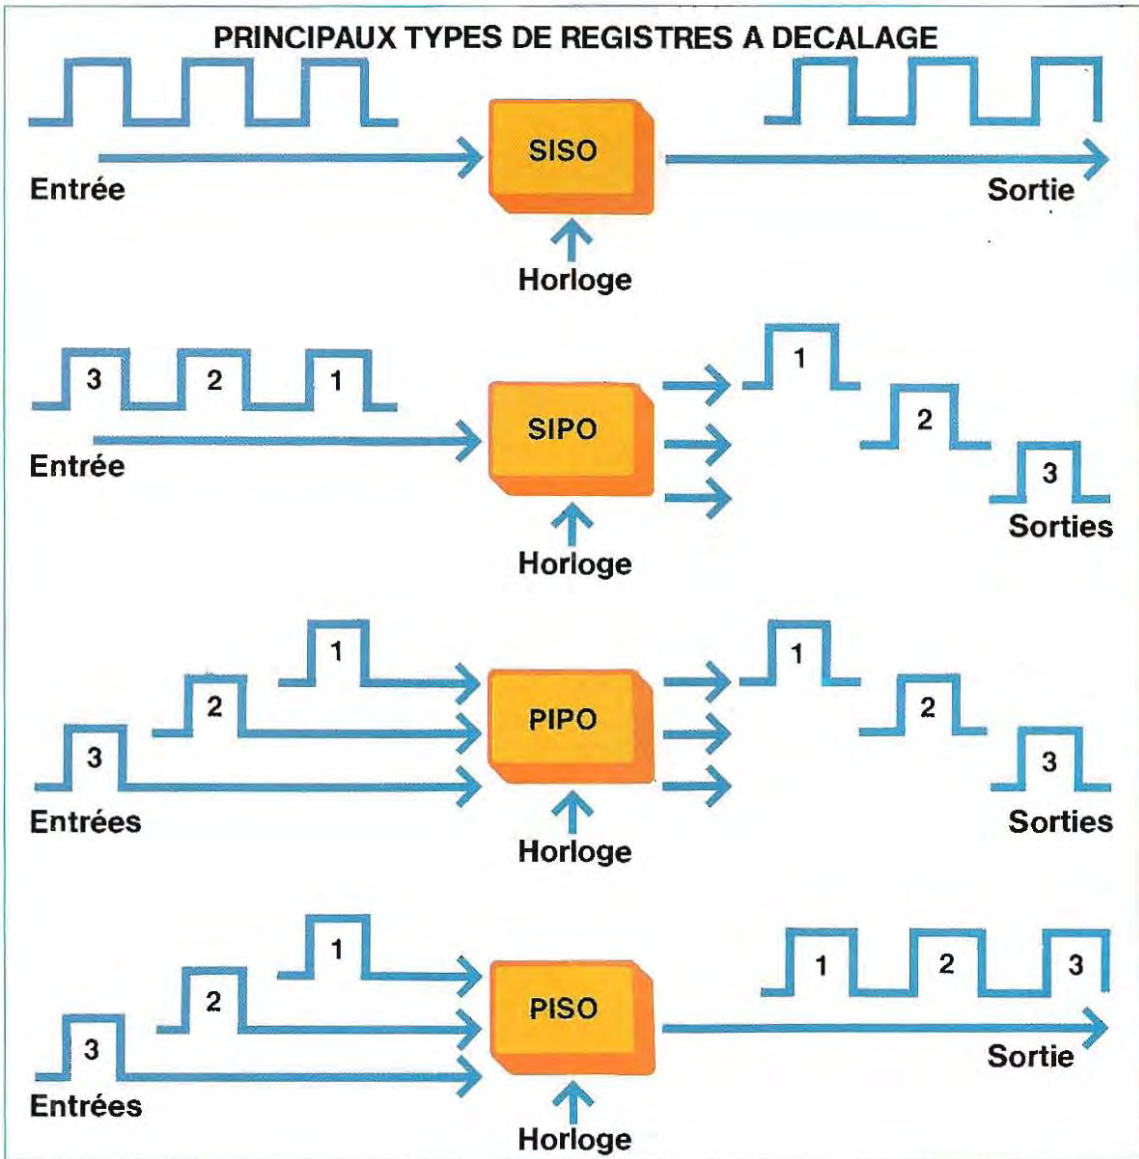 PRINCIPAUX TYPES DE REGISTRES A DECALAGE
SISO
Entrée
Sortie
Horloge
3 2 1
1
2
3
SIPO
Entrée
Sorties
Horloge
1
2
3
PIPO
1
2
3
Entrées
Sorties
Horloge
1
2
3
PISO
1 2 3
Sortie
Entrées
Horloge